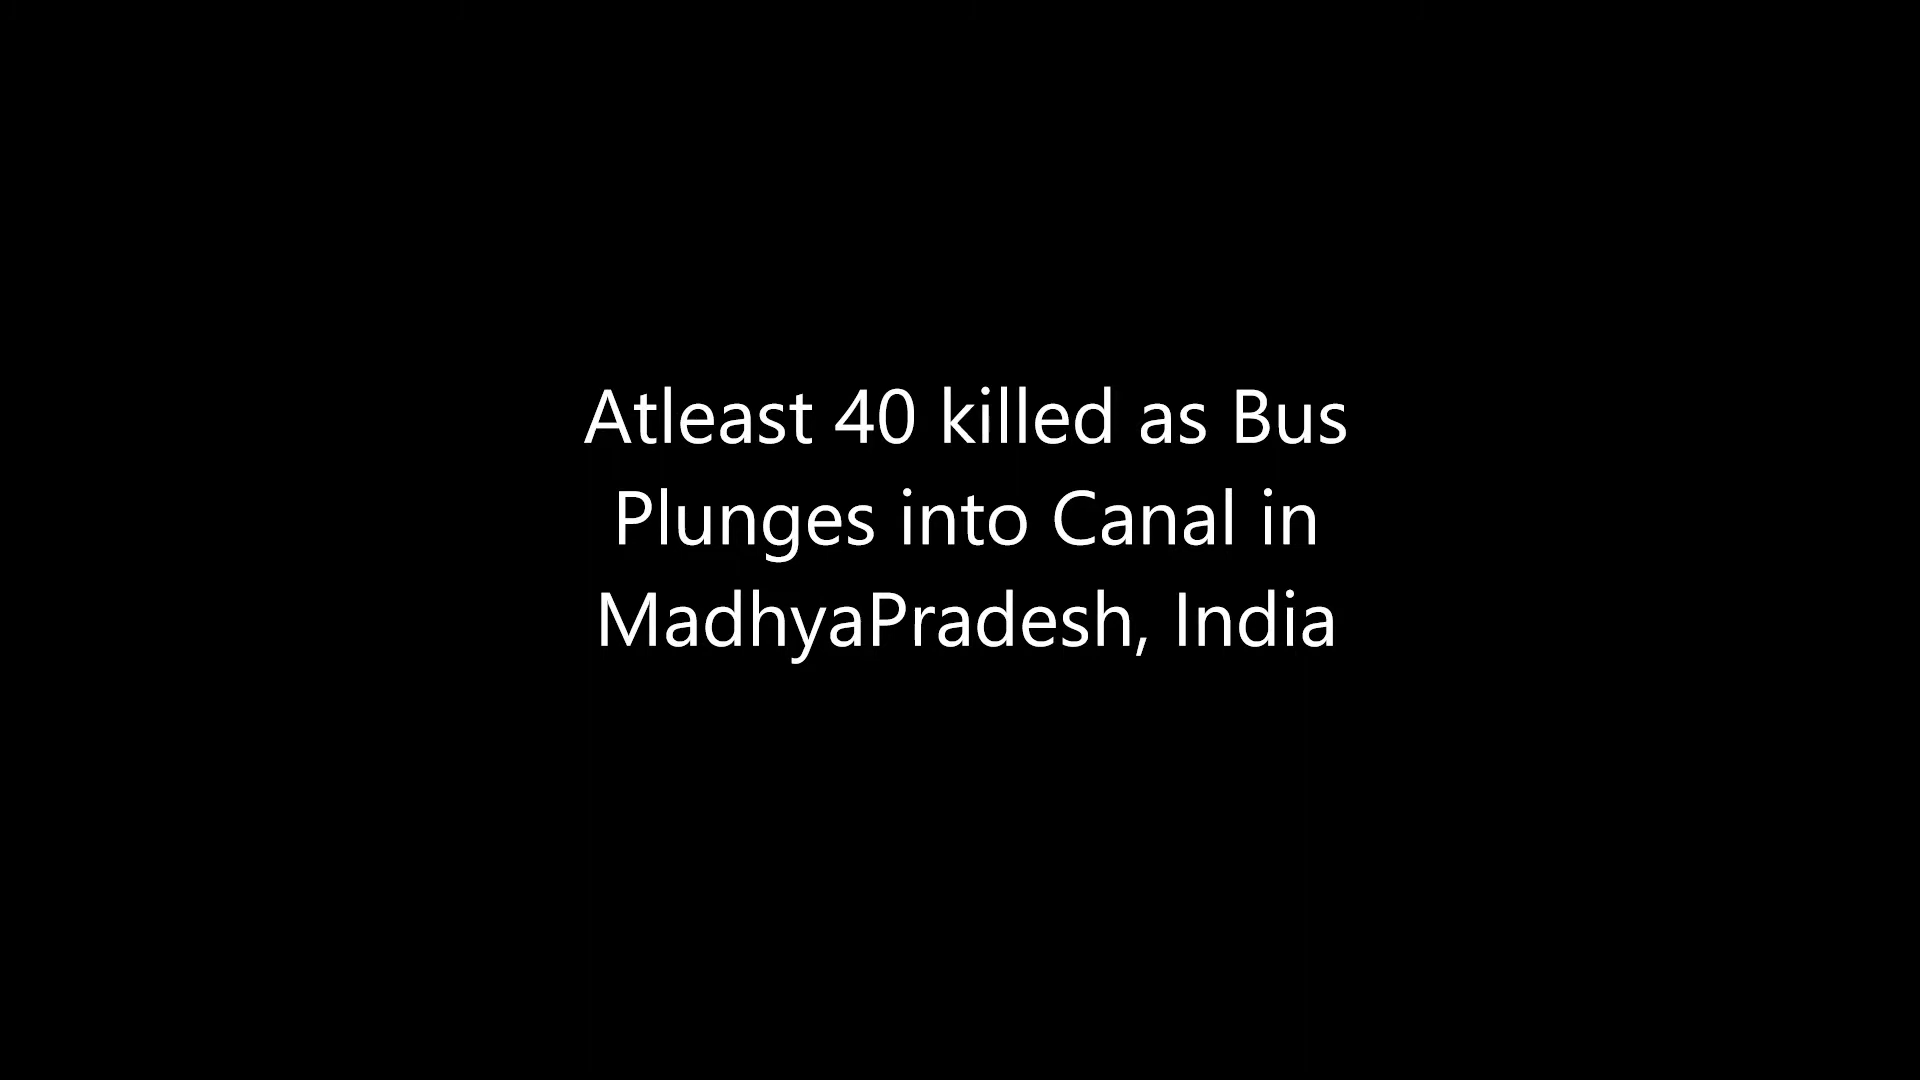 Atleast 40 killed as Bus
Plunges into Canal in
MadhyaPradesh, India